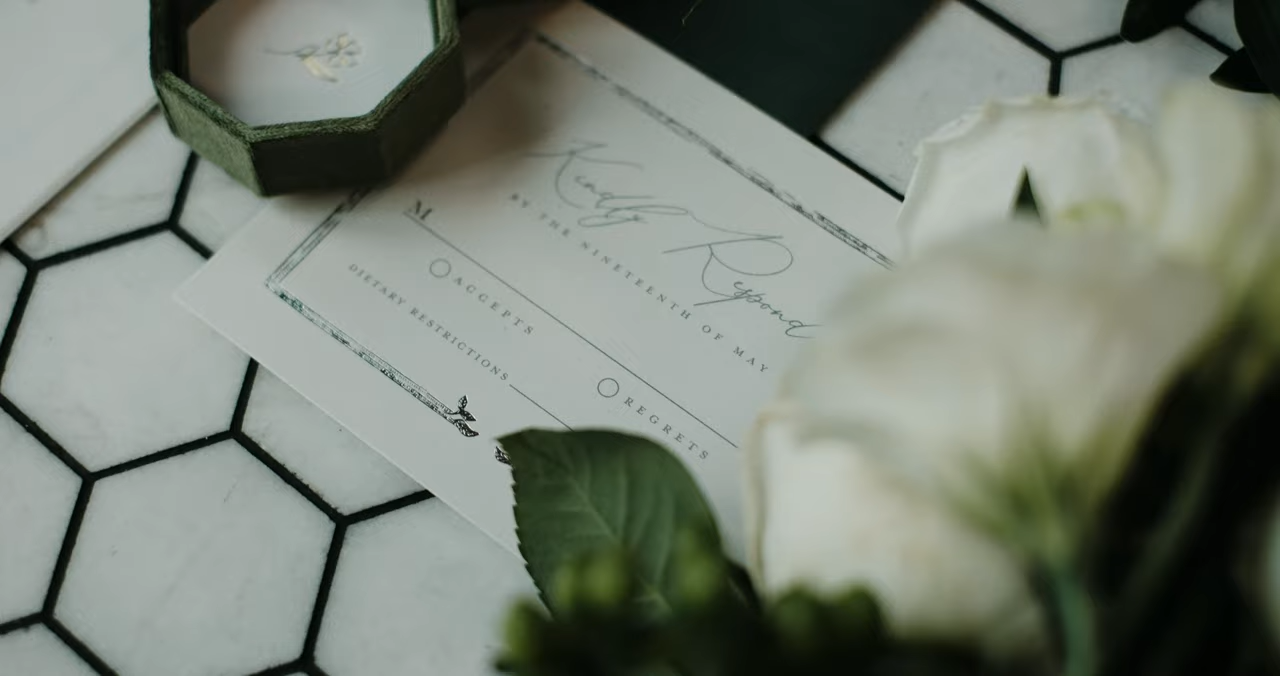 Kindly Respond
BY THE NINETEENTH OF MAY
M
ACCEPTS
REGRETS
DIETARY RESTRICTIONS